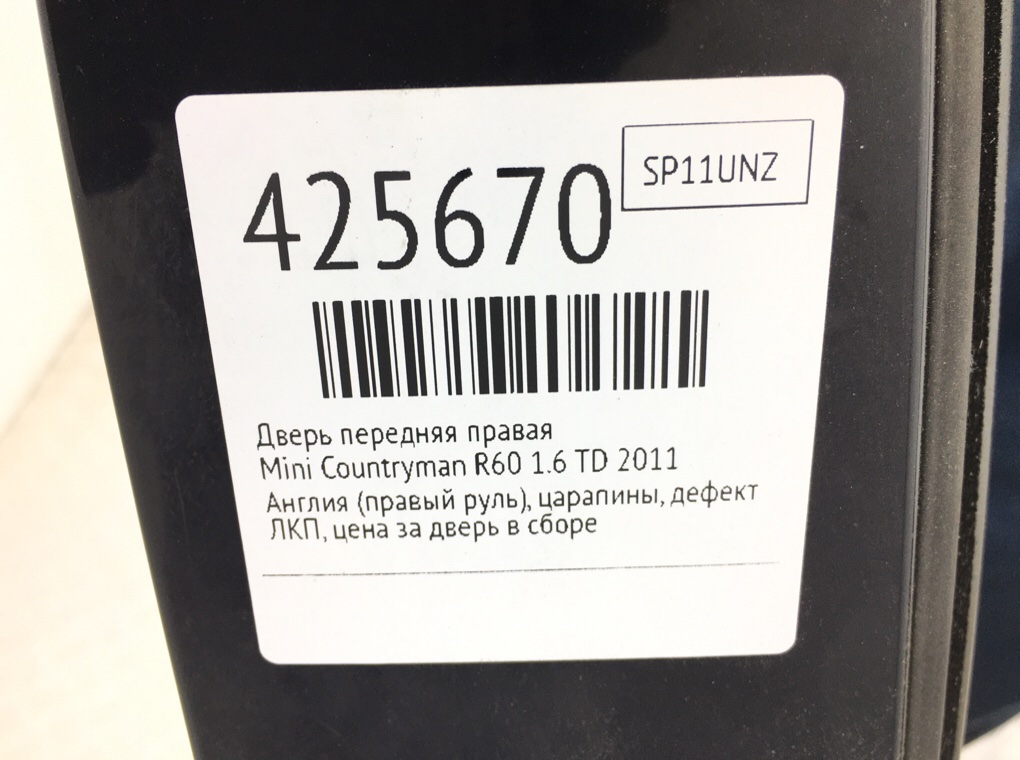 425670
SP11UNZ
Дверь передняя правая
Mini Countryman R60 1.6 TD 2011
Англия (правый руль), царапины, дефект
ЛКП, цена за дверь в сборе